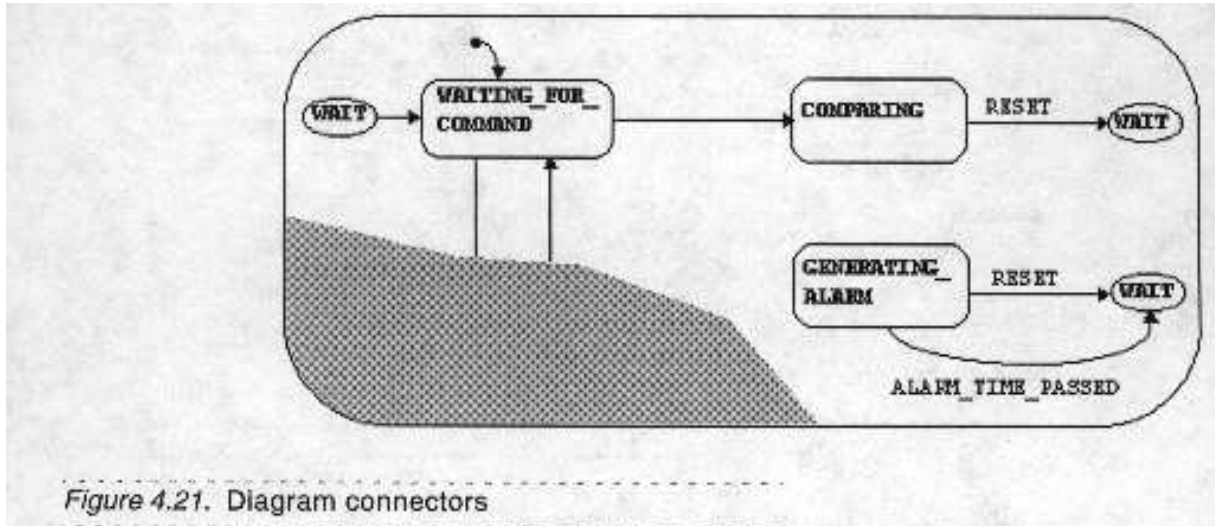 WAIT
WAITING_FOR_
COMMAND
COMPARING
RESET
WAIT
GENERATING_
ALARM
RESET
WAIT
ALARM_TIME_PASSED
Figure 4.21. Diagram connectors